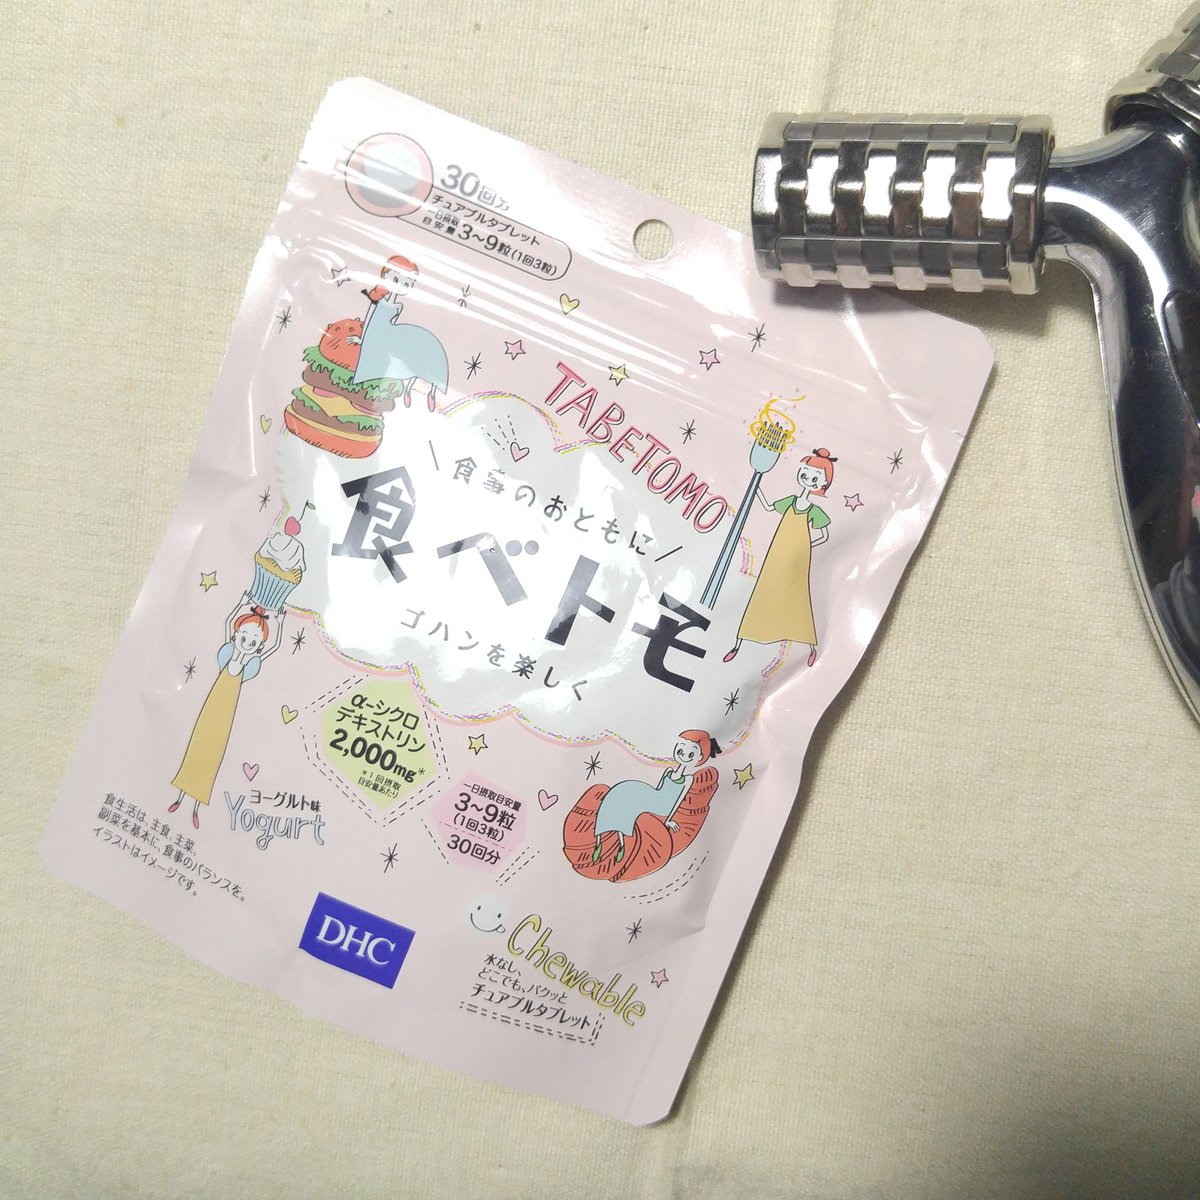 30回分
チュアブルタブレット
一日摂取
目安量 3~9粒(1回3粒)
TABETOMO
\ 食事のおともに /
食べトモ
ゴハンを楽しく
α-シクロ
デキストリン
2,000mg*
*1回摂取
目安量あたり
一日摂取目安量
3~9粒
(1回3粒)
30回分
ヨーグルト味
Yogurt
食生活は、主食、主菜、
副菜を基本に、食事のバランスを。
イラストはイメージです。
DHC
Chewable
水なし、
どこでも、パクッと
チュアブルタブレット